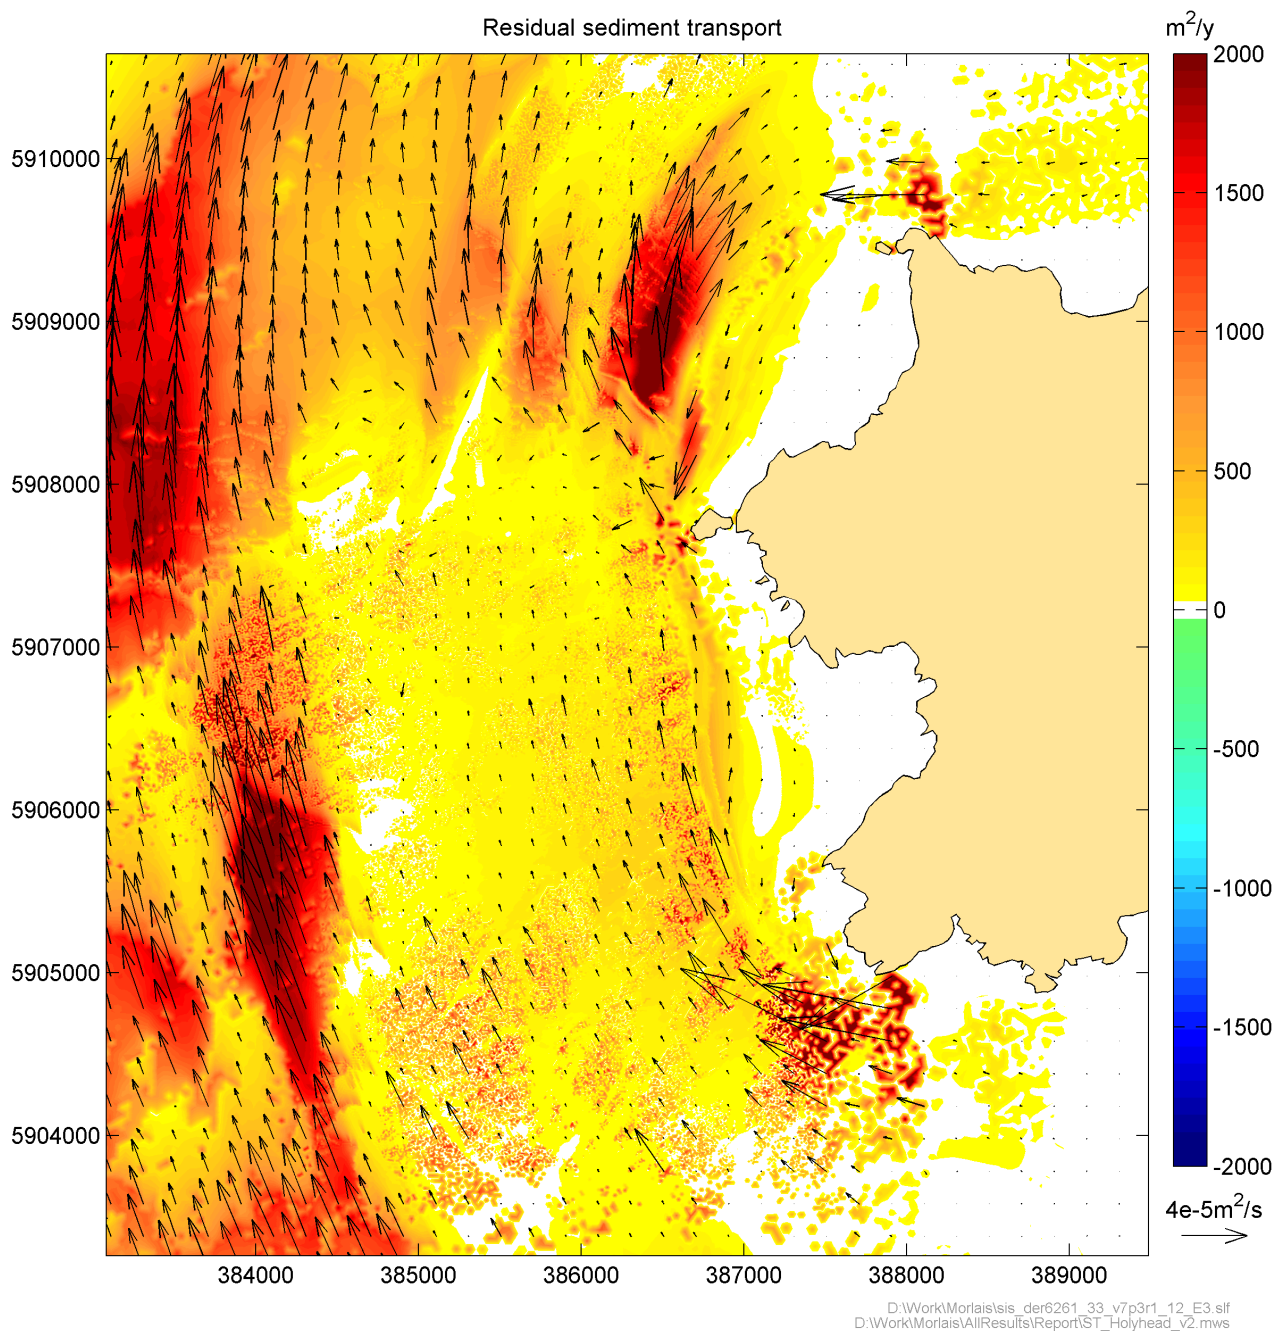 Residual sediment transport
m²/y
2000
1500
1000
500
0
-500
-1000
-1500
-2000
4e-5m²/s
5910000
5909000
5908000
5907000
5906000
5905000
5904000
384000 385000 386000 387000 388000 389000
D:\Work\Morlais\sis_der6261_33_v7p3r1_12_E3.slf
D:\Work\Morlais\AllResults\Report\ST_Holyhead_v2.mws